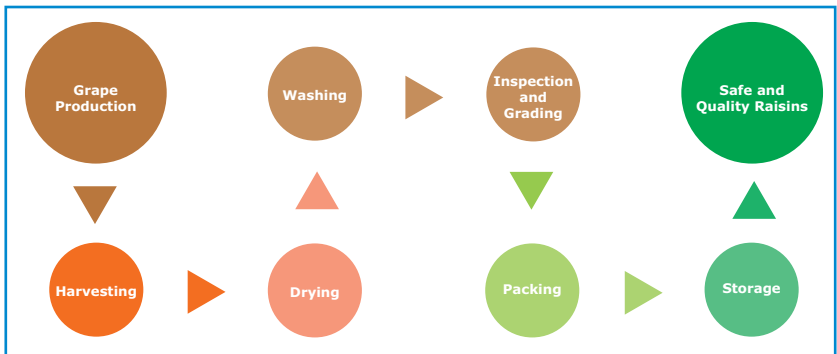 Grape
Production
Harvesting
Drying
Washing
Inspection
and
Grading
Packing
Storage
Safe and
Quality Raisins